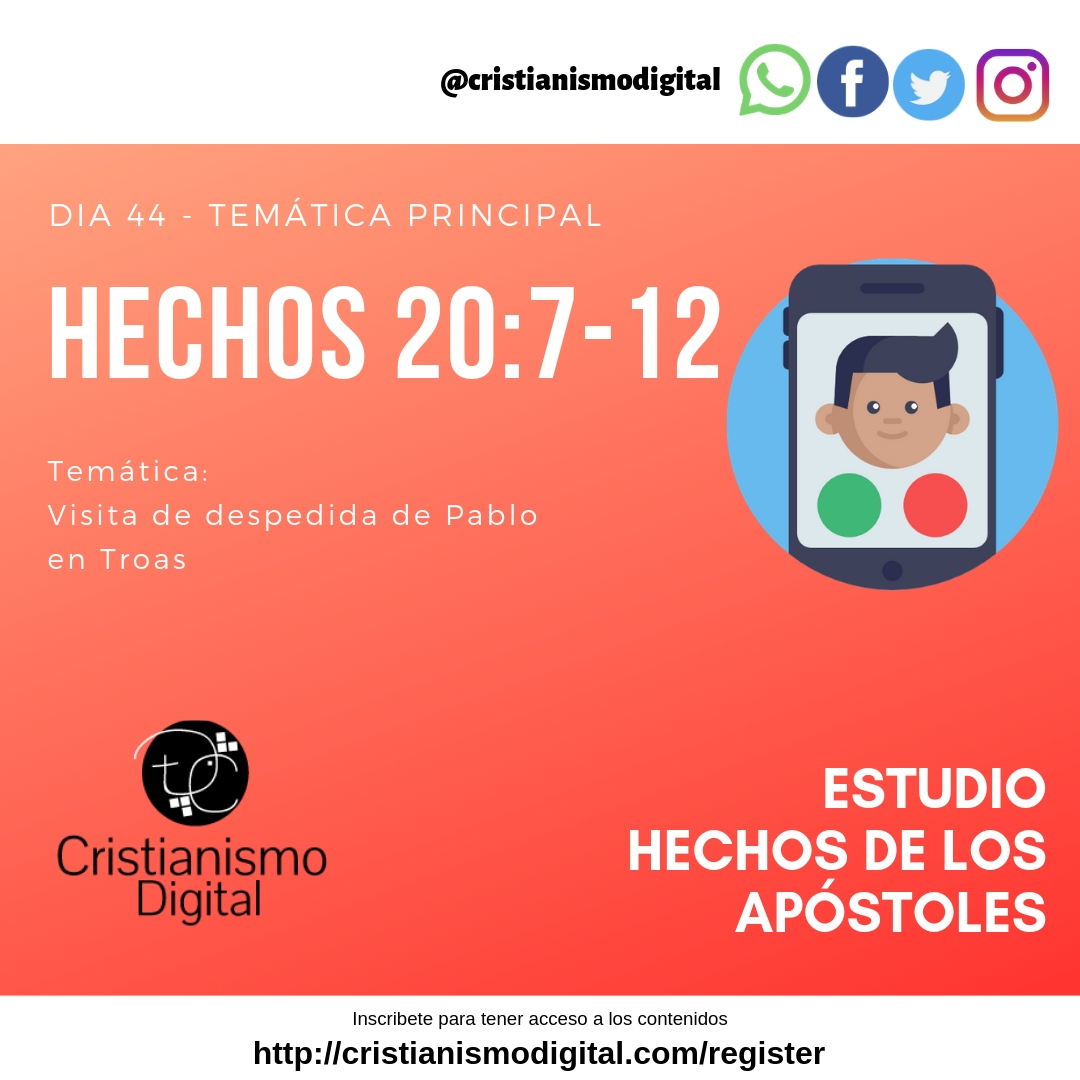 @cristianismodigital
DIA 44 - TEMÁTICA PRINCIPAL
HECHOS 20:7-12
Temática:
Visita de despedida de Pablo
en Troas
Cristianismo
Digital
ESTUDIO
HECHOS DE LOS
APÓSTOLES
Inscribete para tener acceso a los contenidos
http://cristianismodigital.com/register